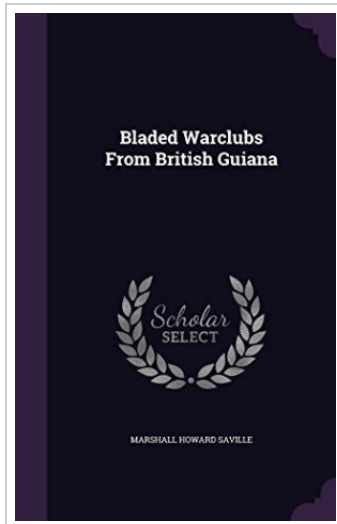 Bladed Warclubs
From British Guiana
Scholar
SELECT
MARSHALL HOWARD SAVILLE